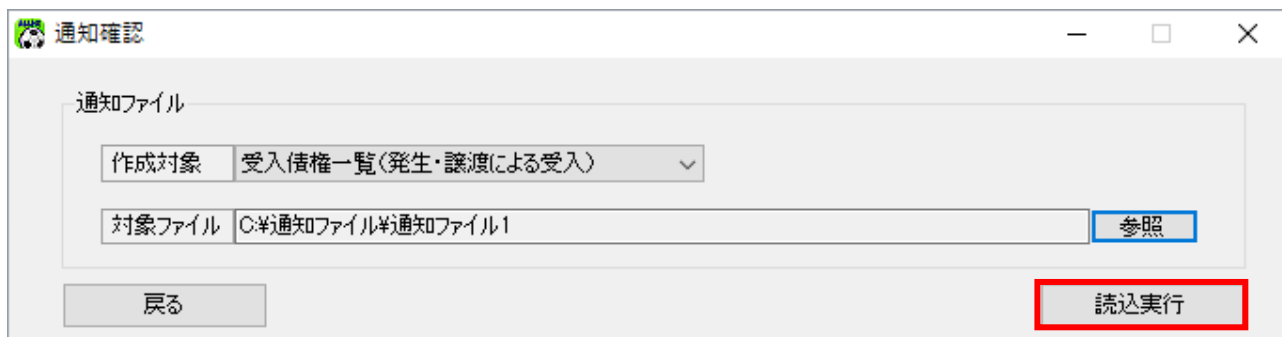 通知確認
通知ファイル
作成対象 受入債権一覧(発生・譲渡による受入)
対象ファイル C:¥通知ファイル¥通知ファイル1 参照
戻る 読込実行